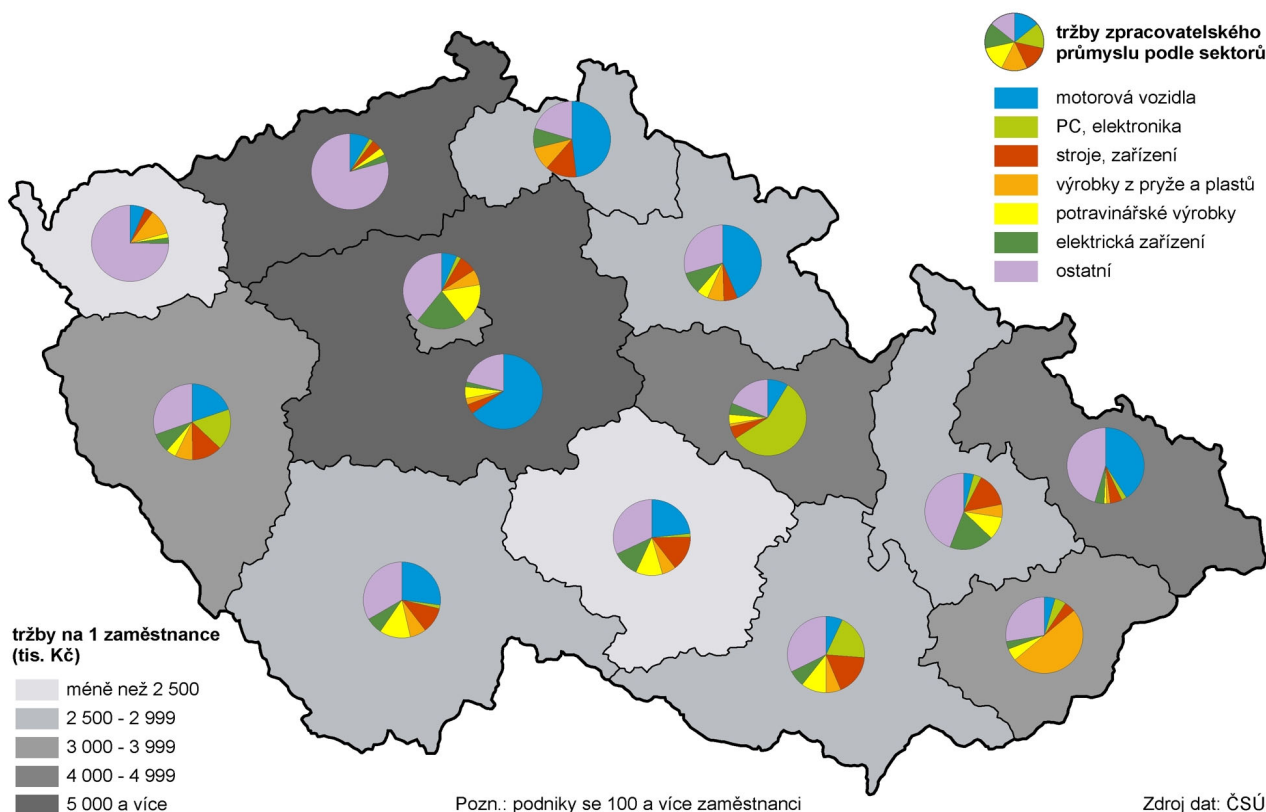 tržby zpracovatelského
průmyslu podle sektorů
motorová vozidla
PC, elektronika
stroje, zařízení
výrobky z pryže a plastů
potravinářské výrobky
elektrická zařízení
ostatní
tržby na 1 zaměstnance
(tis. Kč)
méně než 2 500
2 500 - 2 999
3 000 - 3 999
4 000 - 4 999
5 000 a více
Pozn.: podniky se 100 a více zaměstnanci
Zdroj dat: ČSÚ